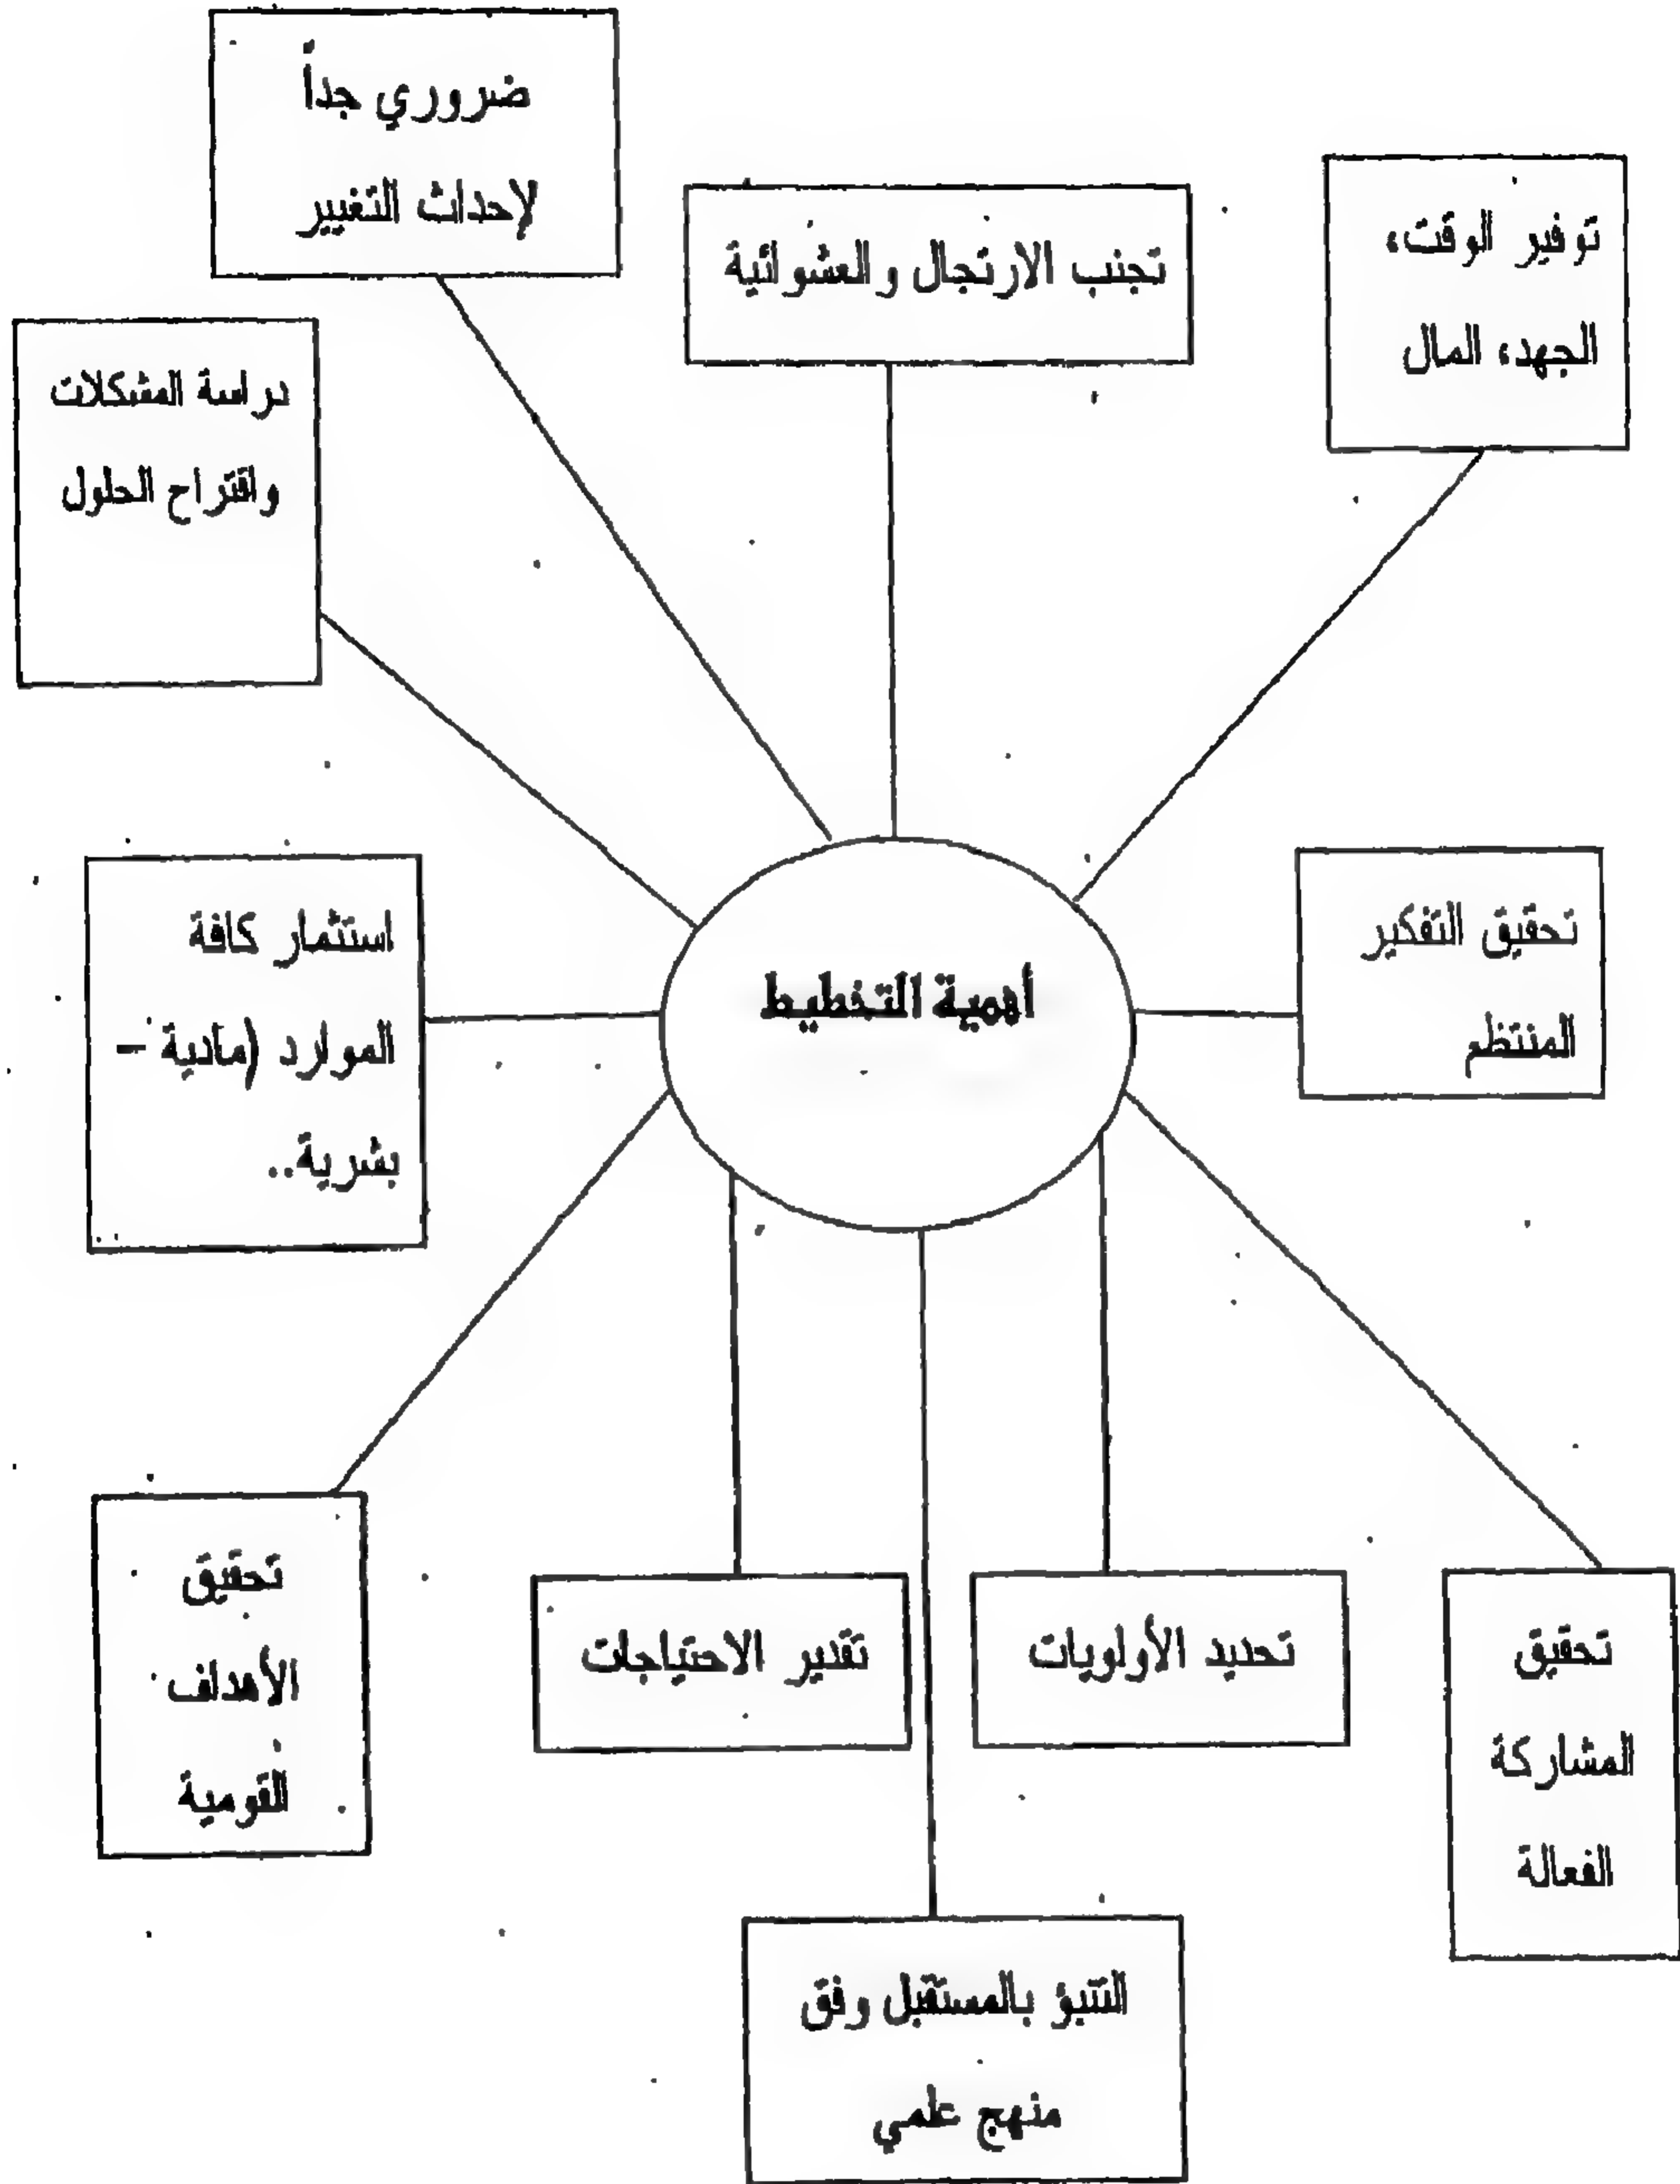 ضروري جداً
لإحداث التغيير
توفير الوقت،
الجهد، المال
تجنب الارتجال والعشوائية
دراسة المشكلات
واقتراح الحلول
تحقيق التفكير
المنتظم
أهمية التخطيط
استثمار كافة
الموارد (مادية –
بشرية..
تحقيق
الأهداف
القومية
تقدير الاحتياجات
تحديد الأولويات
تحقيق
المشاركة
الفعالة
التنبؤ بالمستقبل وفق
منهج علمي